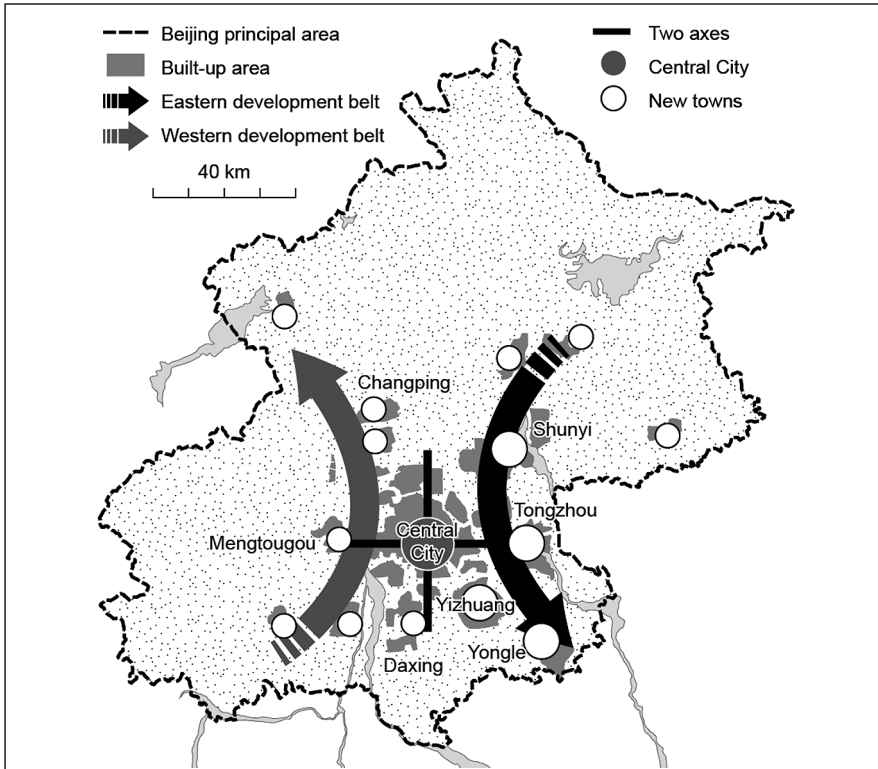 Beijing principal area
Built-up area
Eastern development belt
Western development belt
40 km
Two axes
Central City
New towns
Changping
Shunyi
Tongzhou
Mengtougou
Central
City
Yizhuang
Yongle
Daxing